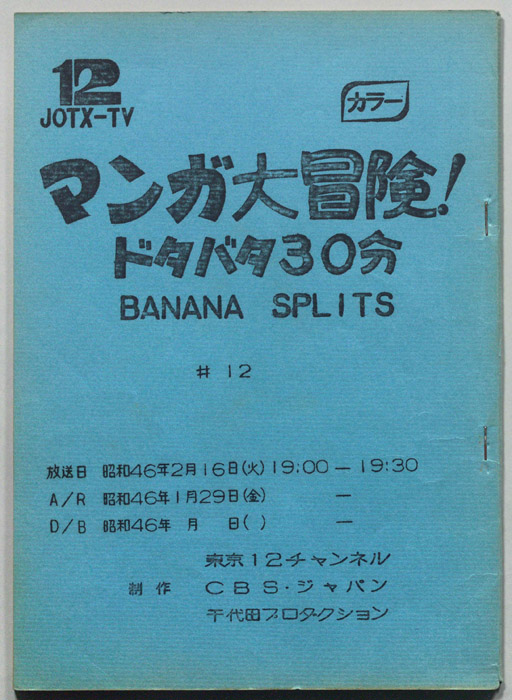 12
JOTX-TV
カラー
マンガ大冒険!
ドタバタ30分
BANANA SPLITS
# 12
放送日 昭和46年2月16日(火)19:00—19:30
A/R 昭和46年1月29日(金) —
D/B 昭和46年 月 日( ) —
東京12チャンネル
制作 CBS・ジャパン
千代田プロダクション